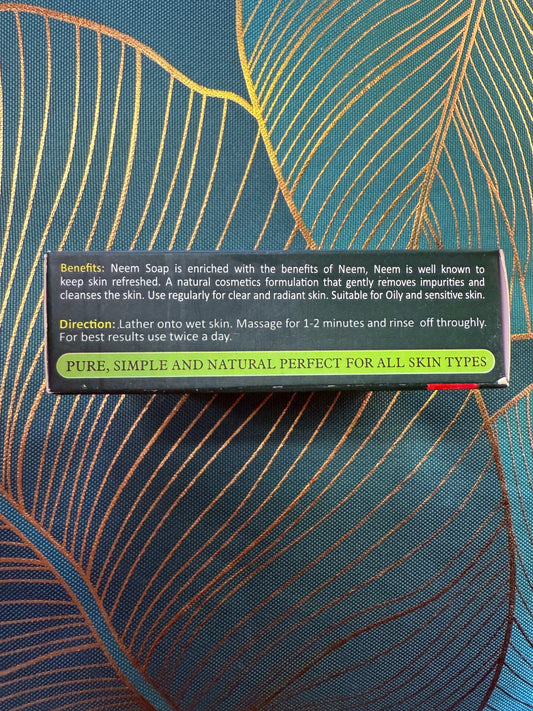 Benefits: Neem Soap is enriched with the benefits of Neem, Neem is well known to
keep skin refreshed. A natural cosmetics formulation that gently removes impurities and
cleanses the skin. Use regularly for clear and radiant skin. Suitable for Oily and sensitive skin.
Direction: Lather onto wet skin. Massage for 1-2 minutes and rinse off throughly.
For best results use twice a day.
PURE, SIMPLE AND NATURAL PERFECT FOR ALL SKIN TYPES